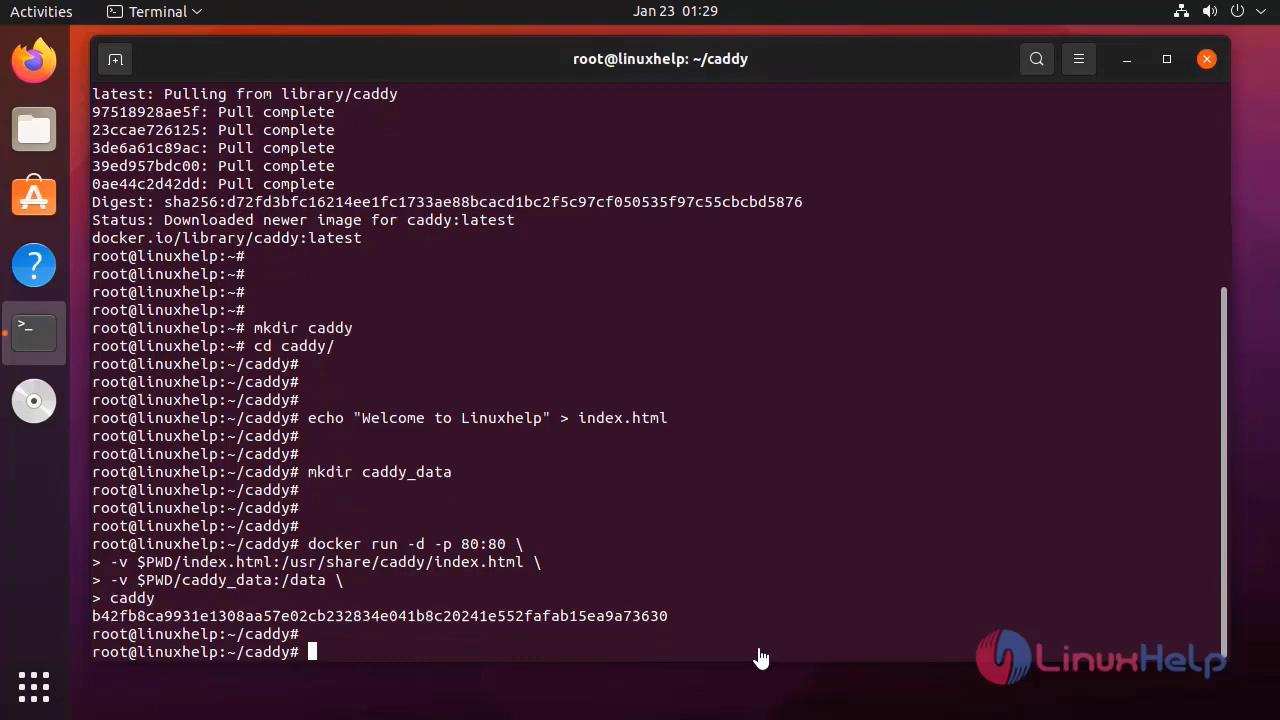 Activities
Terminal
Jan 23 01:29
root@linuxhelp: ~/caddy
latest: Pulling from library/caddy
97518928ae5f: Pull complete
23ccae726125: Pull complete
3de6a61c89ac: Pull complete
39ed957bdc00: Pull complete
0ae44c2d42dd: Pull complete
Digest: sha256:d72fd3bfc16214ee1fc1733ae88bcacd1bc2f5c97cf050535f97c55cbcbd5876
Status: Downloaded newer image for caddy:latest
docker.io/library/caddy:latest
root@linuxhelp:~#
root@linuxhelp:~#
root@linuxhelp:~#
root@linuxhelp:~#
root@linuxhelp:~# mkdir caddy
root@linuxhelp:~# cd caddy/
root@linuxhelp:~/caddy#
root@linuxhelp:~/caddy#
root@linuxhelp:~/caddy#
root@linuxhelp:~/caddy# echo "Welcome to Linuxhelp" > index.html
root@linuxhelp:~/caddy#
root@linuxhelp:~/caddy#
root@linuxhelp:~/caddy# mkdir caddy_data
root@linuxhelp:~/caddy#
root@linuxhelp:~/caddy#
root@linuxhelp:~/caddy#
root@linuxhelp:~/caddy# docker run -d -p 80:80 \
> -v $PWD/index.html:/usr/share/caddy/index.html \
> -v $PWD/caddy_data:/data \
> caddy
b42fb8ca9931e1308aa57e02cb232834e041b8c20241e552fafab15ea9a73630
root@linuxhelp:~/caddy#
root@linuxhelp:~/caddy#
LinuxHelp